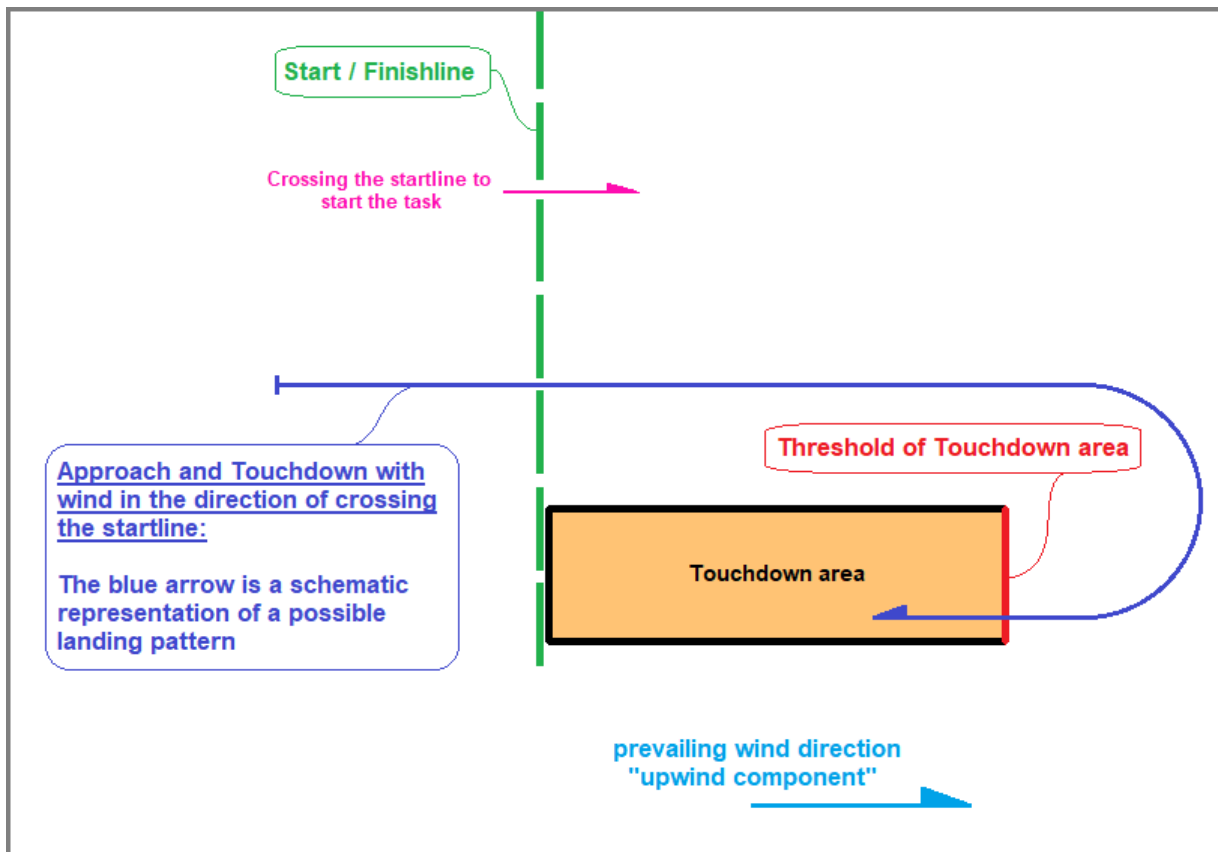 Start / Finishline
Crossing the startline to
start the task
Approach and Touchdown with
wind in the direction of crossing
the startline:
The blue arrow is a schematic
representation of a possible
landing pattern
Threshold of Touchdown area
Touchdown area
prevailing wind direction
"upwind component"